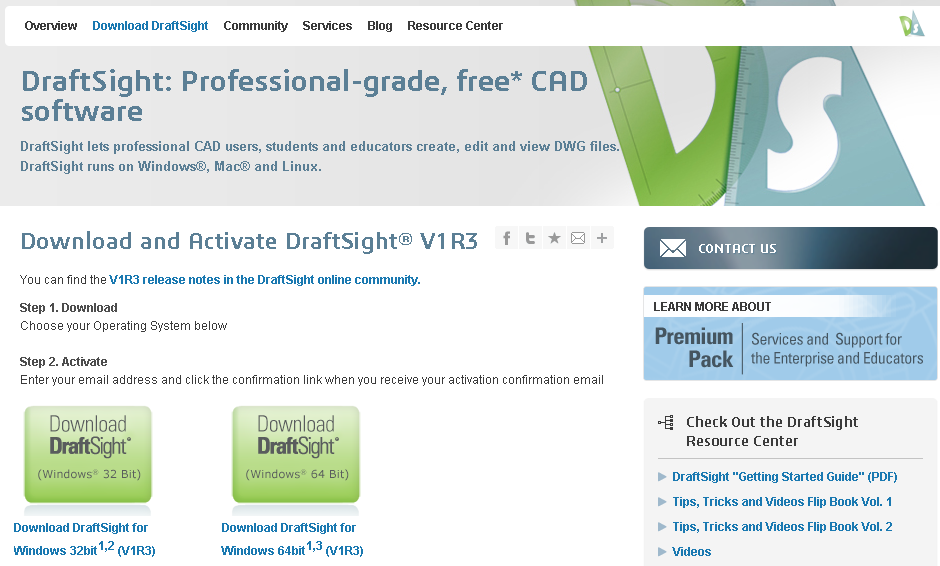 Overview Download DraftSight Community Services Blog Resource Center
DS
DraftSight: Professional-grade, free* CAD
software
DraftSight lets professional CAD users, students and educators create, edit and view DWG files.
DraftSight runs on Windows®, Mac® and Linux.
DS
Download and Activate DraftSight® V1R3
You can find the V1R3 release notes in the DraftSight online community.
Step 1. Download
Choose your Operating System below
Step 2. Activate
Enter your email address and click the confirmation link when you receive your activation confirmation email
Download
DraftSight®
(Windows® 32 Bit)
Download DraftSight for
Windows 32bit1,2 (V1R3)
Download
DraftSight®
(Windows® 64 Bit)
Download DraftSight for
Windows 64bit1,3 (V1R3)
CONTACT US
LEARN MORE ABOUT
Premium
Pack
Services and Support for
the Enterprise and Educators
Check Out the DraftSight
Resource Center
DraftSight "Getting Started Guide" (PDF)
Tips, Tricks and Videos Flip Book Vol. 1
Tips, Tricks and Videos Flip Book Vol. 2
Videos